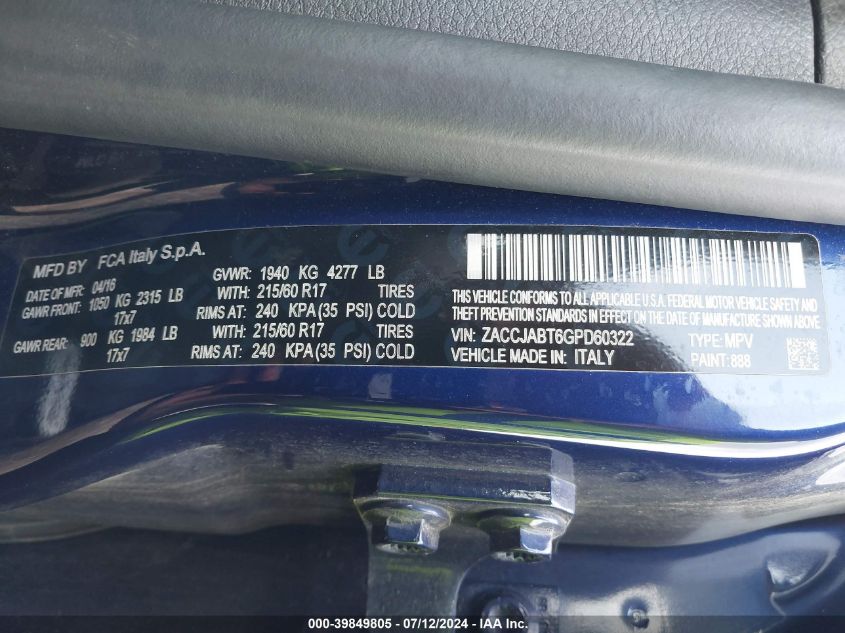 MFD BY FCA Italy S.p.A.
DATE OF MFR: 04/16
GVWR: 1940 KG 4277 LB
GAWR FRONT: 1050 KG 2315 LB
WITH: 215/60 R17 TIRES
17x7
RIMS AT: 240 KPA(35 PSI) COLD
GAWR REAR: 900 KG 1984 LB
WITH: 215/60 R17 TIRES
17x7
RIMS AT: 240 KPA(35 PSI) COLD
THIS VEHICLE CONFORMS TO ALL APPLICABLE U.S.A. FEDERAL MOTOR VEHICLE SAFETY AND
THEFT PREVENTION STANDARDS IN EFFECT ON THE DATE OF MANUFACTURE SHOWN ABOVE.
VIN: ZACCJABT6GPD60322 TYPE: MPV
VEHICLE MADE IN: ITALY PAINT: 888
000-39849805 / 07/12/2024 - IAA Inc.